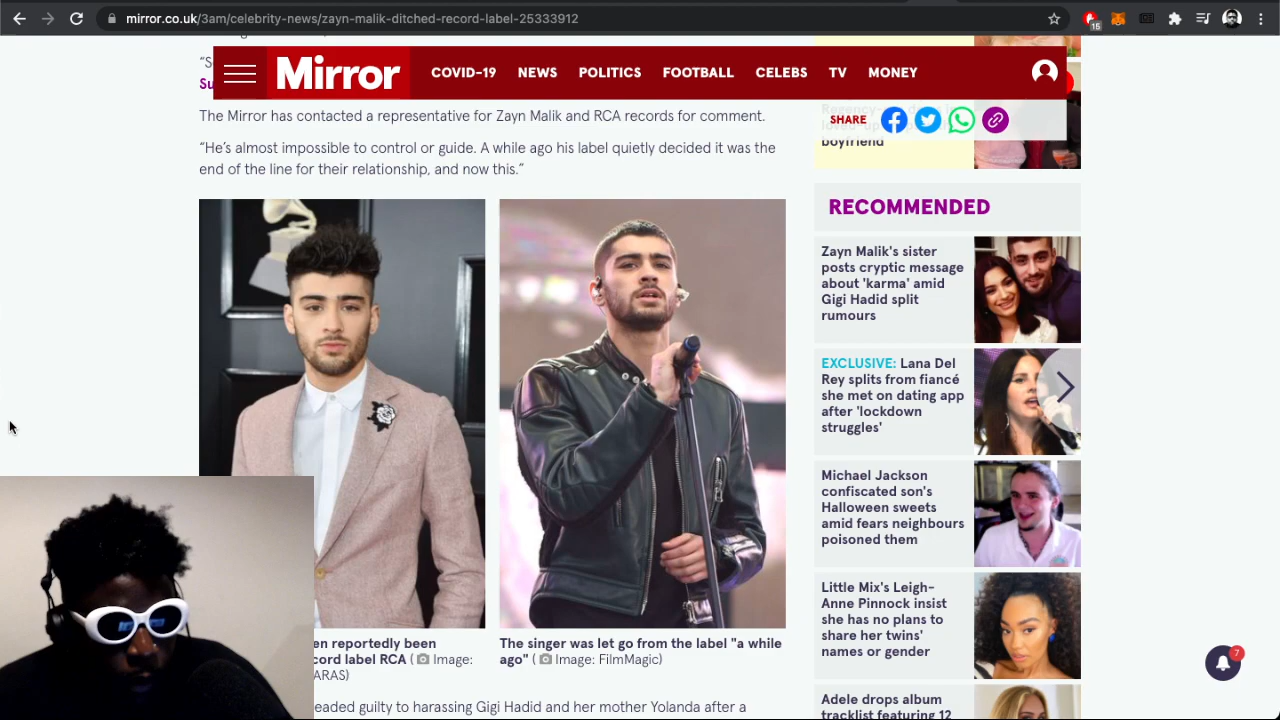 mirror.co.uk/3am/celebrity-news/zayn-malik-ditched-record-label-25333912
15
Mirror
COVID-19 NEWS POLITICS FOOTBALL CELEBS TV MONEY
SHARE
The Mirror has contacted a representative for Zayn Malik and RCA records for comment.
“He’s almost impossible to control or guide. A while ago his label quietly decided it was the
end of the line for their relationship, and now this.”
en reportedly been
cord label RCA ( Image:
ARAS)
The singer was let go from the label "a while
ago" ( Image: FilmMagic)
eaded guilty to harassing Gigi Hadid and her mother Yolanda after a
boyfriend
RECOMMENDED
Zayn Malik's sister
posts cryptic message
about 'karma' amid
Gigi Hadid split
rumours
EXCLUSIVE: Lana Del
Rey splits from fiancé
she met on dating app
after 'lockdown
struggles'
Michael Jackson
confiscated son's
Halloween sweets
amid fears neighbours
poisoned them
Little Mix's Leigh-
Anne Pinnock insist
she has no plans to
share her twins'
names or gender
Adele drops album
tracklist featuring 12
7